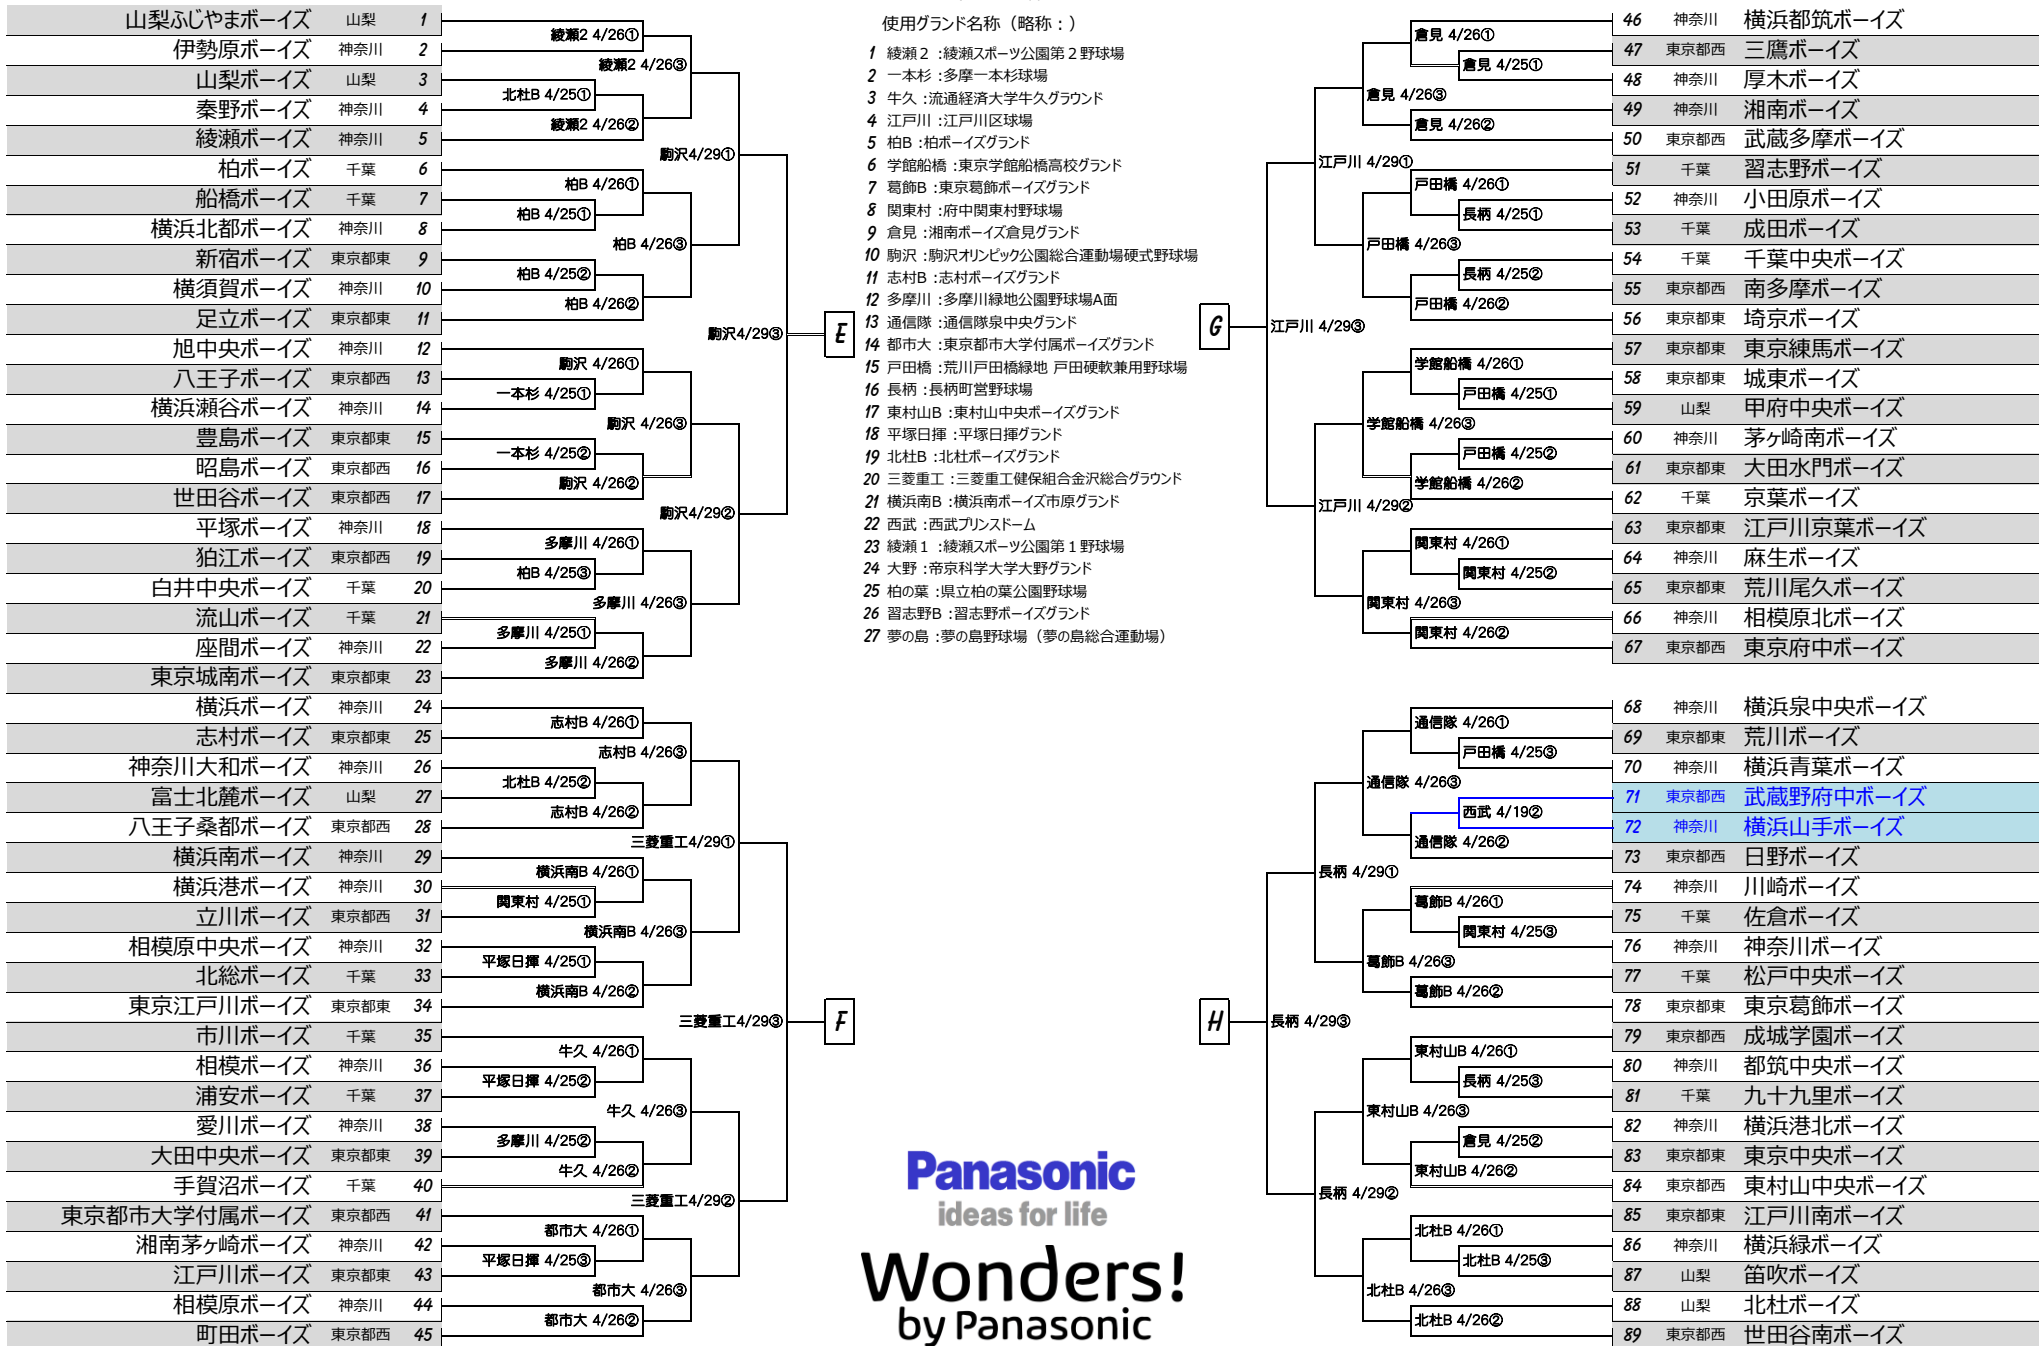 山梨ふじやまボーイズ 山梨 1
伊勢原ボーイズ 神奈川 2
山梨ボーイズ 山梨 3
秦野ボーイズ 神奈川 4
綾瀬ボーイズ 神奈川 5
柏ボーイズ 千葉 6
船橋ボーイズ 千葉 7
横浜北都ボーイズ 神奈川 8
新宿ボーイズ 東京都東 9
横須賀ボーイズ 神奈川 10
足立ボーイズ 東京都東 11
旭中央ボーイズ 神奈川 12
八王子ボーイズ 東京都西 13
横浜瀬谷ボーイズ 神奈川 14
豊島ボーイズ 東京都東 15
昭島ボーイズ 東京都西 16
世田谷ボーイズ 東京都西 17
平塚ボーイズ 神奈川 18
狛江ボーイズ 東京都西 19
白井中央ボーイズ 千葉 20
流山ボーイズ 千葉 21
座間ボーイズ 神奈川 22
東京城南ボーイズ 東京都東 23
横浜ボーイズ 神奈川 24
志村ボーイズ 東京都東 25
神奈川大和ボーイズ 神奈川 26
富士北麓ボーイズ 山梨 27
八王子桑都ボーイズ 東京都西 28
横浜南ボーイズ 神奈川 29
横浜港ボーイズ 神奈川 30
立川ボーイズ 東京都西 31
相模原中央ボーイズ 神奈川 32
北総ボーイズ 千葉 33
東京江戸川ボーイズ 東京都東 34
市川ボーイズ 千葉 35
相模ボーイズ 神奈川 36
浦安ボーイズ 千葉 37
愛川ボーイズ 神奈川 38
大田中央ボーイズ 東京都東 39
手賀沼ボーイズ 千葉 40
東京都市大学付属ボーイズ 東京都西 41
湘南茅ヶ崎ボーイズ 神奈川 42
江戸川ボーイズ 東京都東 43
相模原ボーイズ 神奈川 44
町田ボーイズ 東京都西 45
綾瀬2 4/26①
綾瀬2 4/26③
北杜B 4/25①
綾瀬2 4/26②
駒沢4/29①
柏B 4/26①
柏B 4/25①
柏B 4/26③
柏B 4/25②
柏B 4/26②
駒沢4/29③
E
駒沢 4/26①
一本杉 4/25①
駒沢 4/26③
一本杉 4/25②
駒沢 4/26②
駒沢4/29②
多摩川 4/26①
柏B 4/25③
多摩川 4/26③
多摩川 4/25①
多摩川 4/26②
志村B 4/26①
志村B 4/26③
北杜B 4/25②
志村B 4/26②
三菱重工4/29①
横浜南B 4/26①
関東村 4/25①
横浜南B 4/26③
平塚日揮 4/25①
横浜南B 4/26②
三菱重工4/29③
F
牛久 4/26①
平塚日揮 4/25②
牛久 4/26③
多摩川 4/25②
牛久 4/26②
三菱重工4/29②
都市大 4/26①
平塚日揮 4/25③
都市大 4/26③
都市大 4/26②
使用グランド名称（略称：）
1 綾瀬２：綾瀬スポーツ公園第２野球場
2 一本杉：多摩一本杉球場
3 牛久：流通経済大学牛久グラウンド
4 江戸川：江戸川区球場
5 柏B：柏ボーイズグランド
6 学館船橋：東京学館船橋高校グランド
7 葛飾B：東京葛飾ボーイズグランド
8 関東村：府中関東村野球場
9 倉見：湘南ボーイズ倉見グランド
10 駒沢：駒沢オリンピック公園総合運動場硬式野球場
11 志村B：志村ボーイズグランド
12 多摩川：多摩川緑地公園野球場A面
13 通信隊：通信隊泉中央グランド
14 都市大：東京都市大学付属ボーイズグランド
15 戸田橋：荒川戸田橋緑地 戸田硬軟兼用野球場
16 長柄：長柄町営野球場
17 東村山B：東村山中央ボーイズグランド
18 平塚日揮：平塚日揮グランド
19 北杜B：北杜ボーイズグランド
20 三菱重工：三菱重工健保組合金沢総合グラウンド
21 横浜南B：横浜南ボーイズ市原グランド
22 西武：西武プリンスドーム
23 綾瀬１：綾瀬スポーツ公園第１野球場
24 大野：帝京科学大学大野グランド
25 柏の葉：県立柏の葉公園野球場
26 習志野B：習志野ボーイズグランド
27 夢の島：夢の島野球場（夢の島総合運動場）
Panasonic
ideas for life
Wonders!
by Panasonic
倉見 4/26①
倉見 4/25①
倉見 4/26③
倉見 4/26②
江戸川 4/29①
戸田橋 4/26①
長柄 4/25①
戸田橋 4/26③
長柄 4/25②
戸田橋 4/26②
G
江戸川 4/29③
学館船橋 4/26①
戸田橋 4/25①
学館船橋 4/26③
戸田橋 4/25②
学館船橋 4/26②
江戸川 4/29②
関東村 4/26①
関東村 4/25②
関東村 4/26③
関東村 4/26②
通信隊 4/26①
戸田橋 4/25③
通信隊 4/26③
西武 4/19②
通信隊 4/26②
長柄 4/29①
葛飾B 4/26①
関東村 4/25③
葛飾B 4/26③
葛飾B 4/26②
H
長柄 4/29③
東村山B 4/26①
長柄 4/25③
東村山B 4/26③
倉見 4/25②
東村山B 4/26②
長柄 4/29②
北杜B 4/26①
北杜B 4/25③
北杜B 4/26③
北杜B 4/26②
46 神奈川 横浜都筑ボーイズ
47 東京都西 三鷹ボーイズ
48 神奈川 厚木ボーイズ
49 神奈川 湘南ボーイズ
50 東京都西 武蔵多摩ボーイズ
51 千葉 習志野ボーイズ
52 神奈川 小田原ボーイズ
53 千葉 成田ボーイズ
54 千葉 千葉中央ボーイズ
55 東京都西 南多摩ボーイズ
56 東京都東 埼京ボーイズ
57 東京都東 東京練馬ボーイズ
58 東京都東 城東ボーイズ
59 山梨 甲府中央ボーイズ
60 神奈川 茅ヶ崎南ボーイズ
61 東京都東 大田水門ボーイズ
62 千葉 京葉ボーイズ
63 東京都東 江戸川京葉ボーイズ
64 神奈川 麻生ボーイズ
65 東京都東 荒川尾久ボーイズ
66 神奈川 相模原北ボーイズ
67 東京都西 東京府中ボーイズ
68 神奈川 横浜泉中央ボーイズ
69 東京都東 荒川ボーイズ
70 神奈川 横浜青葉ボーイズ
71 東京都西 武蔵野府中ボーイズ
72 神奈川 横浜山手ボーイズ
73 東京都西 日野ボーイズ
74 神奈川 川崎ボーイズ
75 千葉 佐倉ボーイズ
76 神奈川 神奈川ボーイズ
77 千葉 松戸中央ボーイズ
78 東京都東 東京葛飾ボーイズ
79 東京都西 成城学園ボーイズ
80 神奈川 都筑中央ボーイズ
81 千葉 九十九里ボーイズ
82 神奈川 横浜港北ボーイズ
83 東京都東 東京中央ボーイズ
84 東京都西 東村山中央ボーイズ
85 東京都東 江戸川南ボーイズ
86 神奈川 横浜緑ボーイズ
87 山梨 笛吹ボーイズ
88 山梨 北杜ボーイズ
89 東京都西 世田谷南ボーイズ